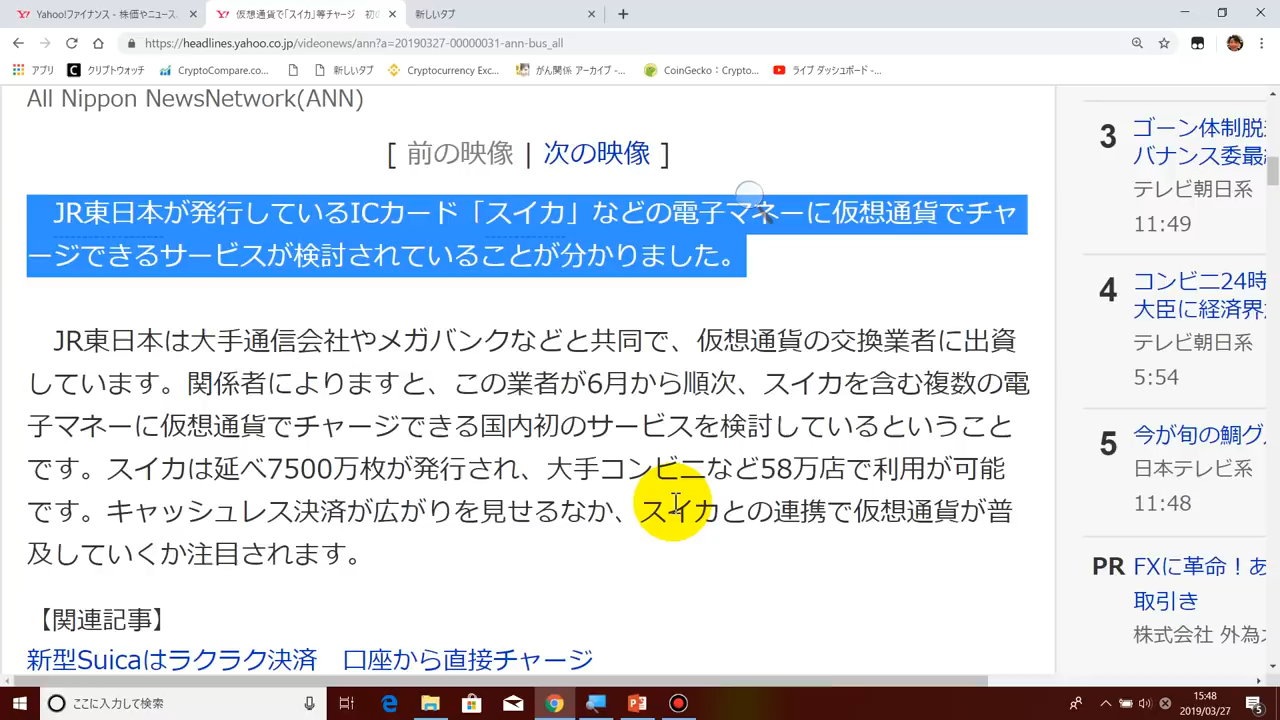 Yahoo!ファイナンス - 株価やニュース、
仮想通貨で「スイカ」等チャージ 初の
新しいタブ
https://headlines.yahoo.co.jp/videonews/ann?a=20190327-00000031-ann-bus_all
アプリ
クリプトウォッチ
CryptoCompare.co...
新しいタブ
Cryptocurrency Exc...
がん関係 アーカイブ -...
CoinGecko：Crypto...
ライブ ダッシュボード -...
All Nippon NewsNetwork(ANN)
[ 前の映像 | 次の映像 ]
JR東日本が発行しているICカード「スイカ」などの電子マネーに仮想通貨でチャ
ージできるサービスが検討されていることが分かりました。
JR東日本は大手通信会社やメガバンクなどと共同で、仮想通貨の交換業者に出資
しています。関係者によりますと、この業者が6月から順次、スイカを含む複数の電
子マネーに仮想通貨でチャージできる国内初のサービスを検討しているということ
です。スイカは延べ7500万枚が発行され、大手コンビニなど58万店で利用が可能
です。キャッシュレス決済が広がりを見せるなか、スイカとの連携で仮想通貨が普
及していくか注目されます。
【関連記事】
新型Suicaはラクラク決済 口座から直接チャージ
3
ゴーン体制脱
バナンス委最
テレビ朝日系
11:49
4
コンビニ24時
大臣に経済界
テレビ朝日系
5:54
5
今が旬の鯛グ
日本テレビ系
11:48
PR FXに革命！あ
取引き
株式会社 外為
ここに入力して検索
15:48
2019/03/27
5